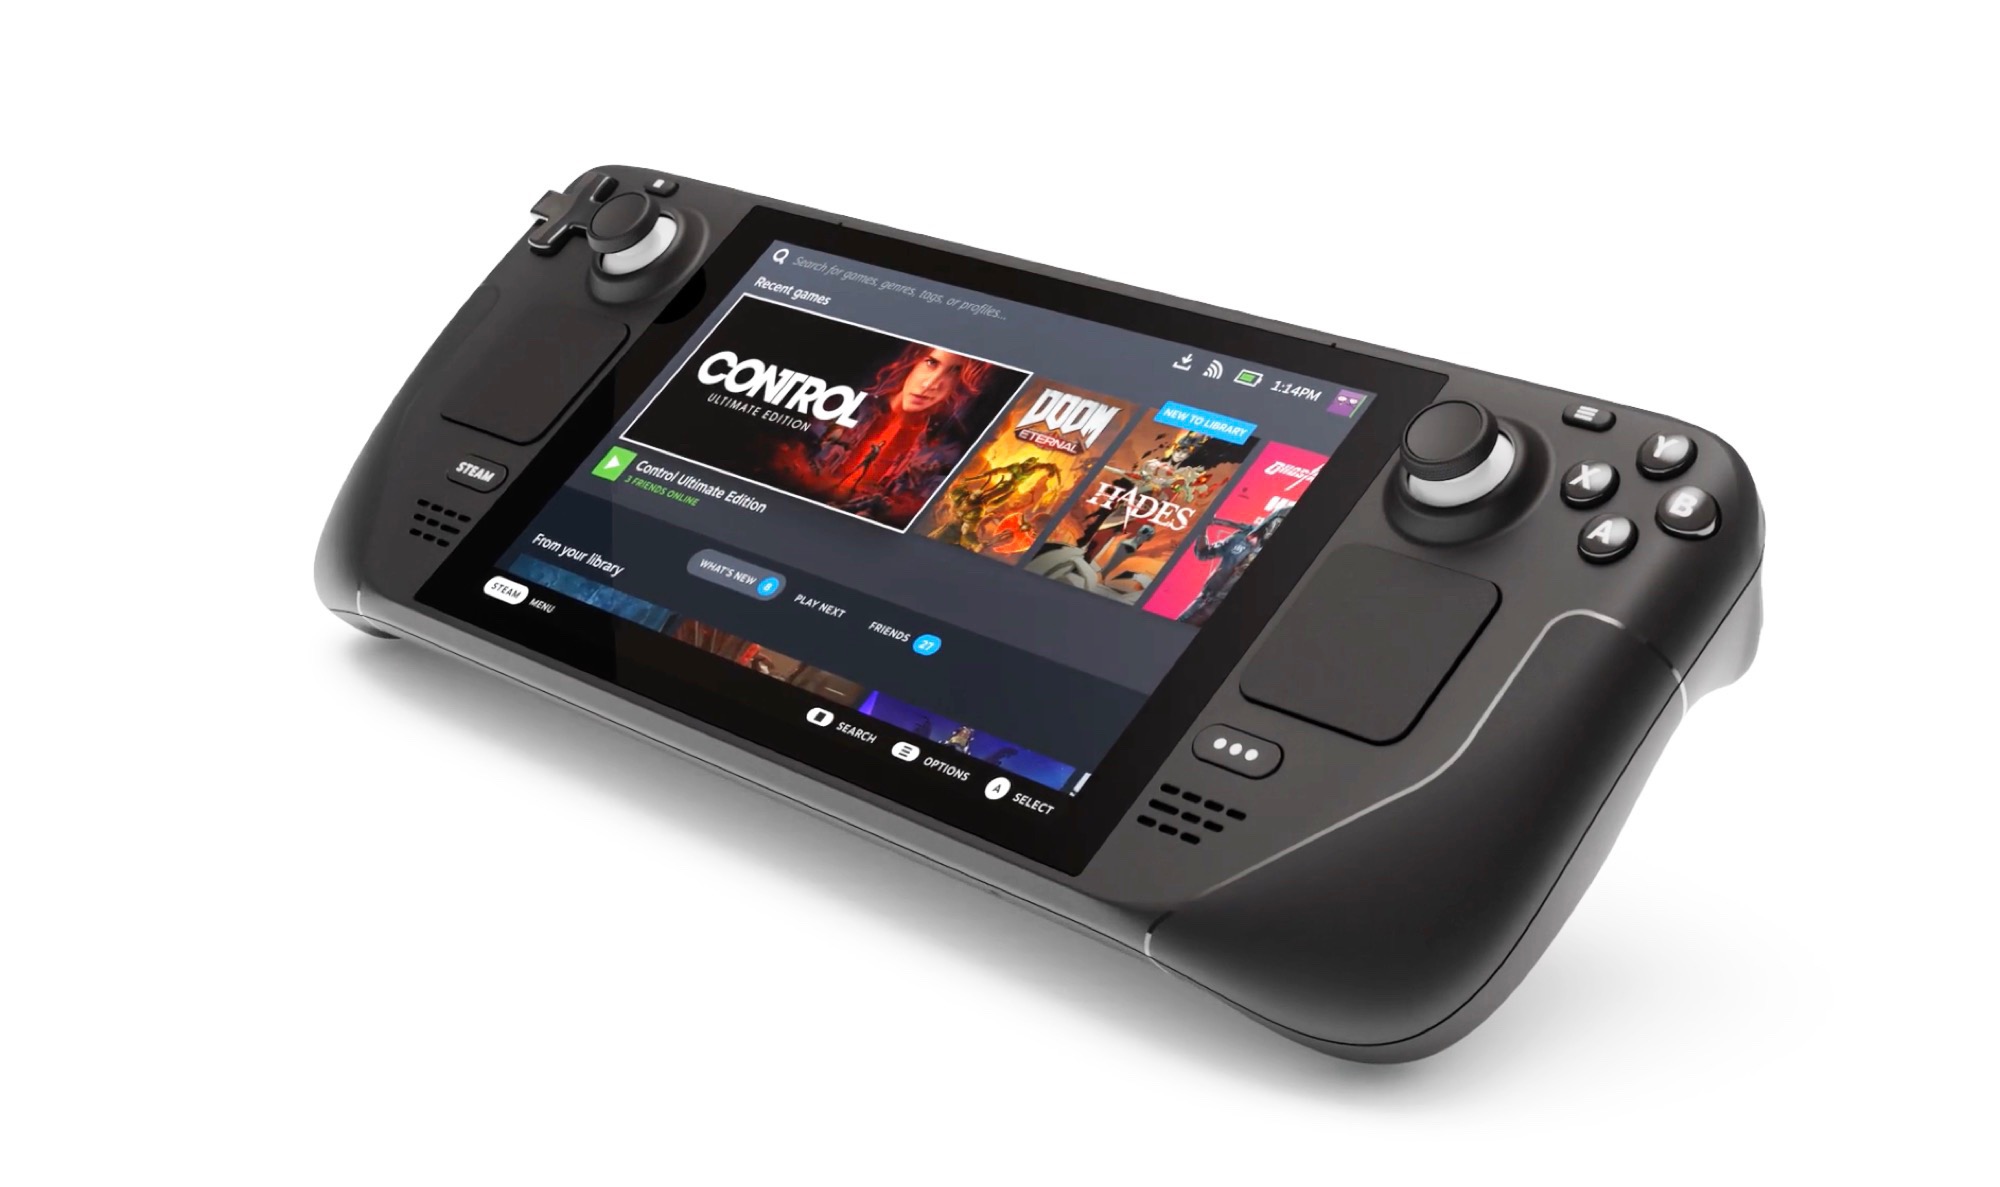 Search for games, genres, tags, or profiles...
1:14PM
Recent games
CONTROL
ULTIMATE EDITION
DOOM
ETERNAL
NEW TO LIBRARY
HADES
Control Ultimate Edition
3 FRIENDS ONLINE
WHAT'S NEW 8
PLAY NEXT
FRIENDS 27
From your library
STEAM MENU
SEARCH
OPTIONS
A SELECT
STEAM
Y
X
B
A